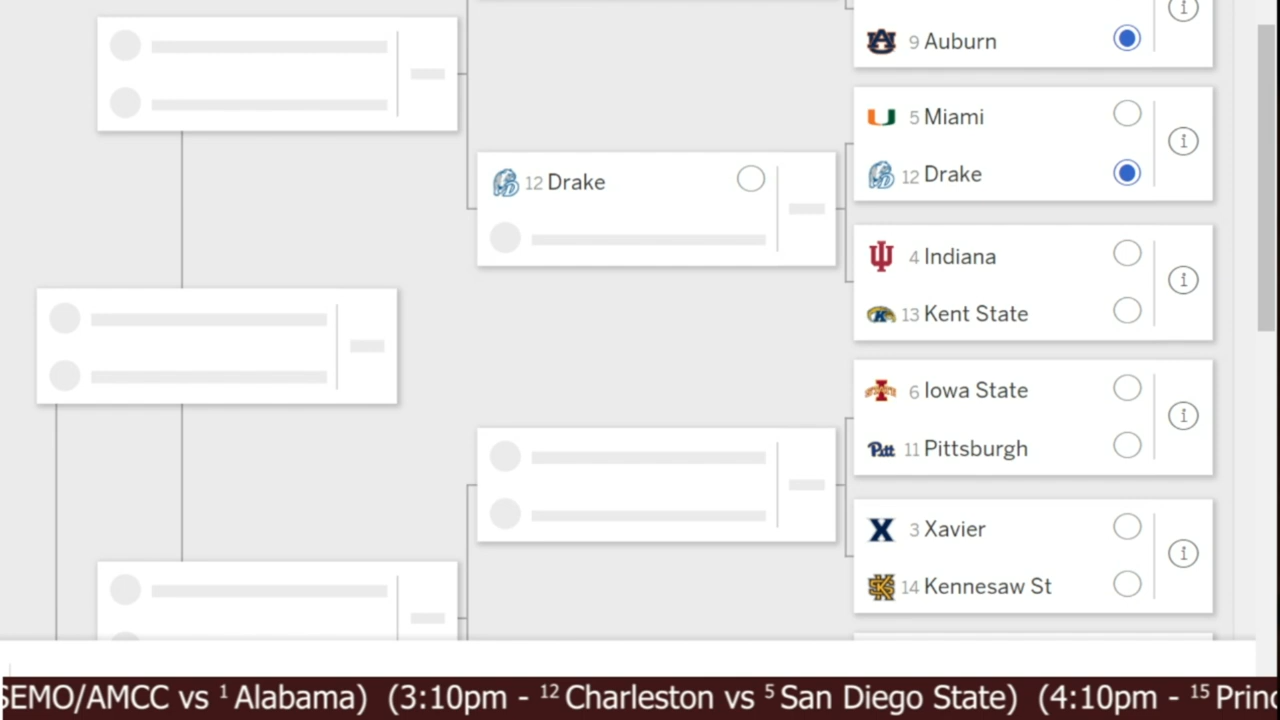 9 Auburn
5 Miami
12 Drake
12 Drake
4 Indiana
13 Kent State
6 Iowa State
Pitt 11 Pittsburgh
3 Xavier
14 Kennesaw St
SEMO/AMCC vs 1 Alabama) (3:10pm - 12 Charleston vs 5 San Diego State) (4:10pm - 15 Princ